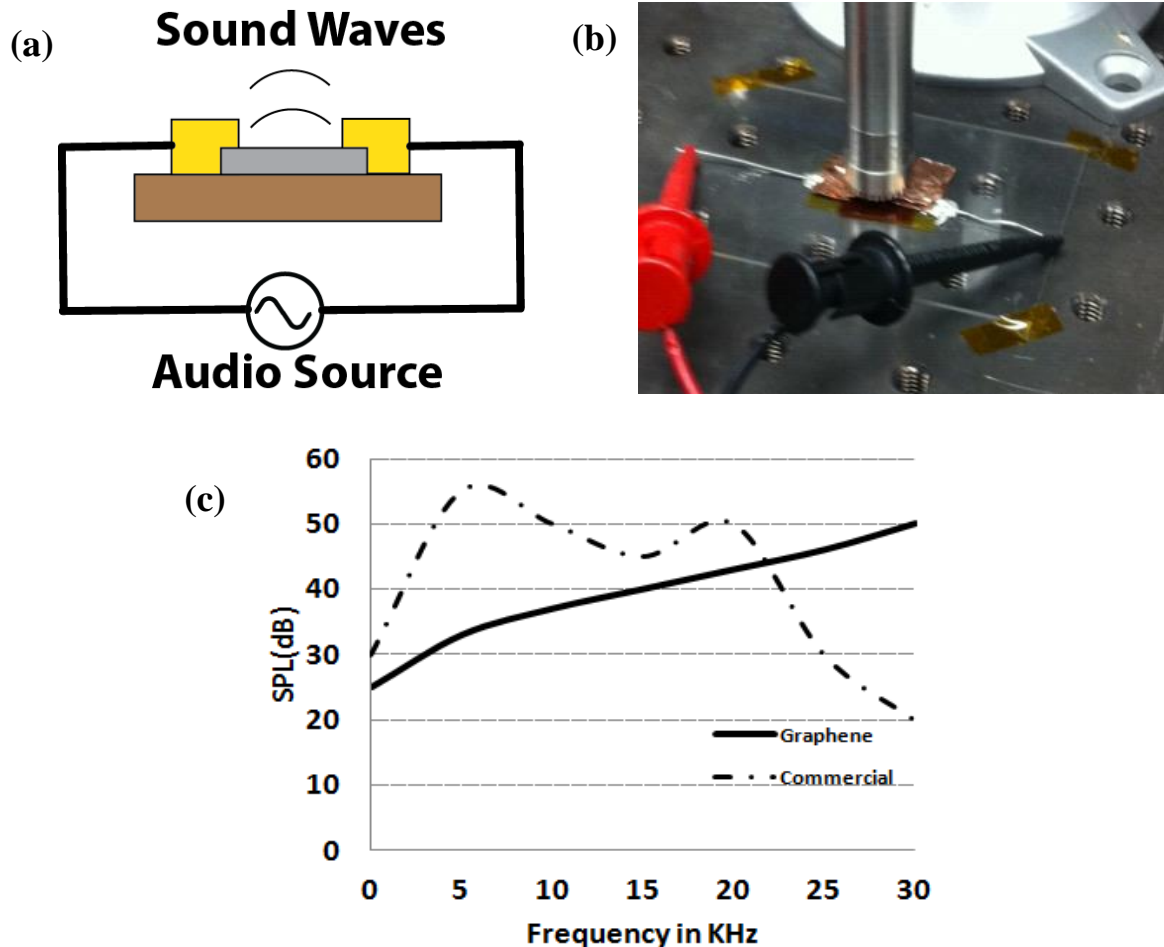 (a)
Sound Waves
Audio Source
(b)
(c)
SPL(dB)
60
50
40
30
20
10
0
Graphene
Commercial
0 5 10 15 20 25 30
Frequency in KHz